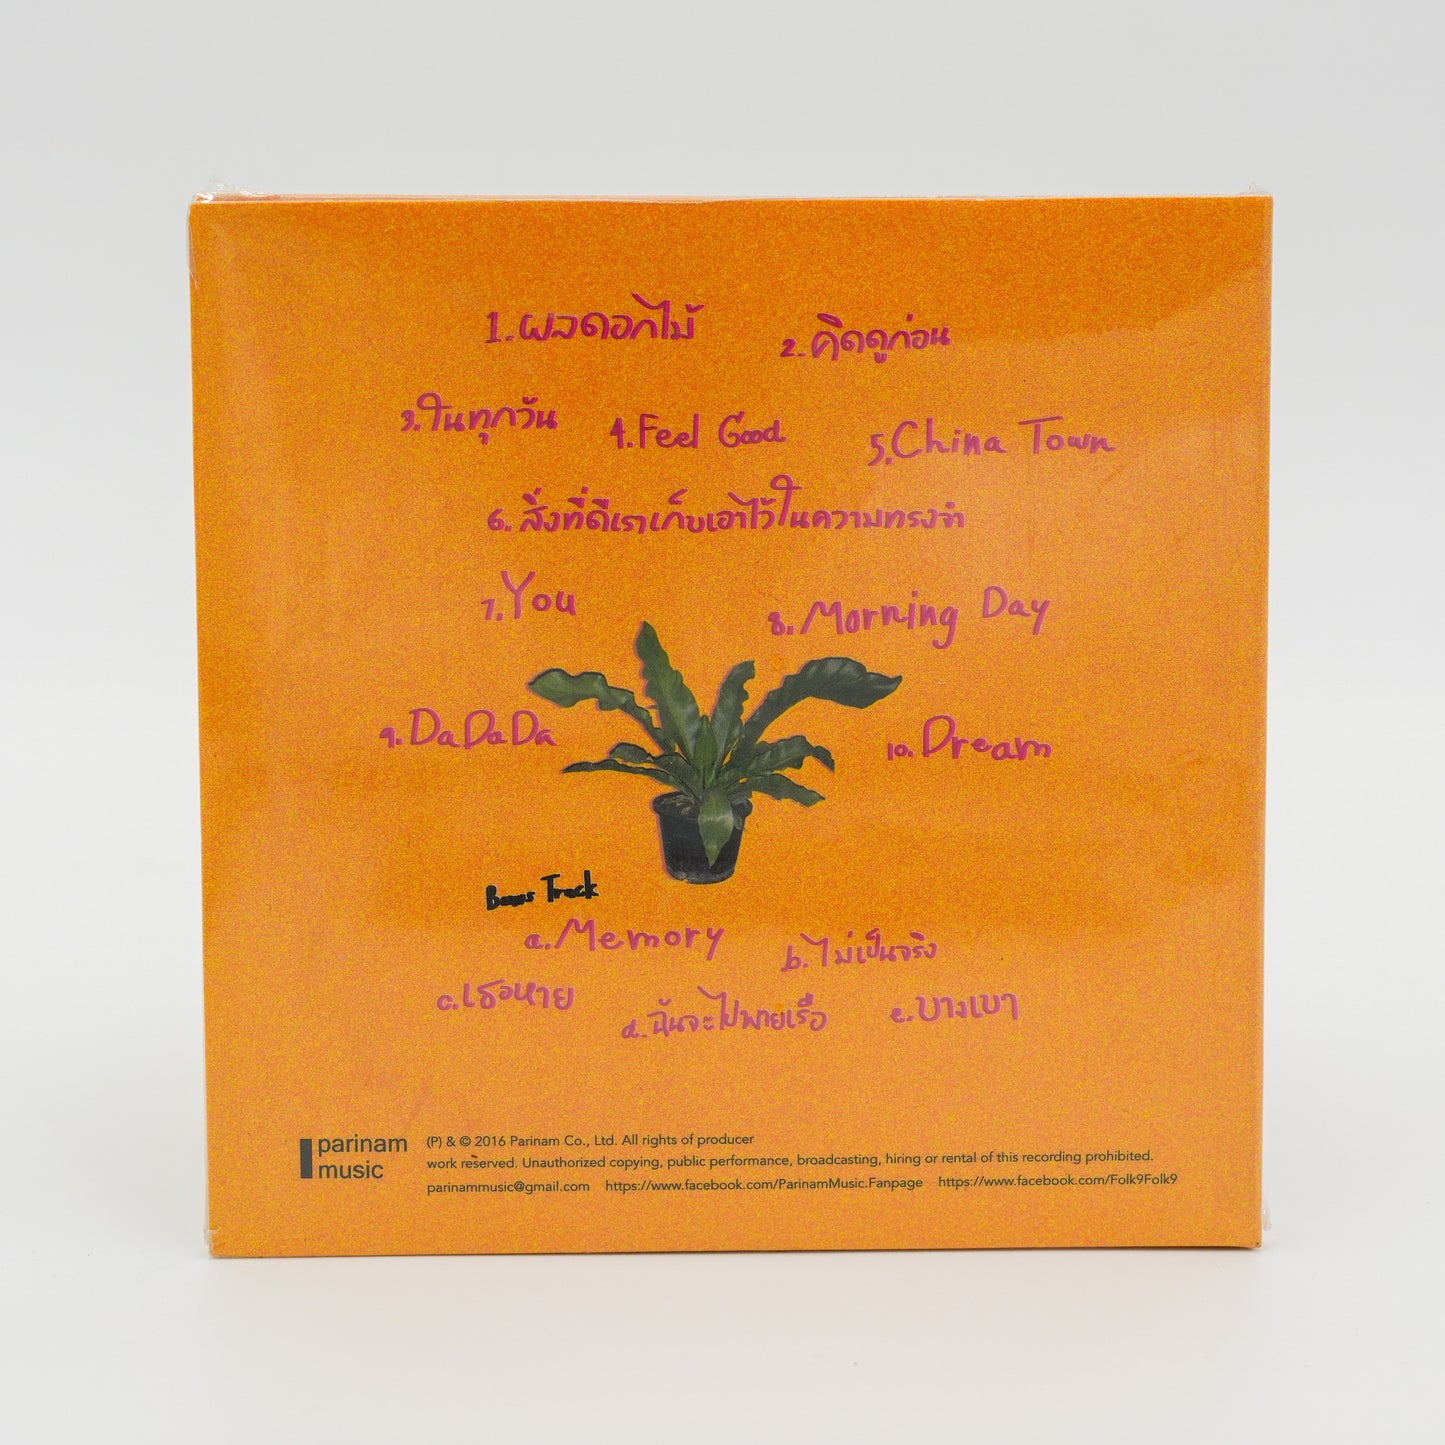 1. ผลดอกไม้
2. คิดดูก่อน
3. ในทุกวัน
4. Feel Good
5. China Town
6. สิ่งที่ดีเราเก็บเอาไว้ในความทรงจำ
7. You
8. Morning Day
9. DaDaDa
10. Dream
Bonus Track
a. Memory
b. ไม่เป็นจริง
c. เธอหาย
d. ฉันจะไปพายเรือ
e. บางเบา
parinam
music
(P) & © 2016 Parinam Co., Ltd. All rights of producer
work reserved. Unauthorized copying, public performance, broadcasting, hiring or rental of this recording prohibited.
parinammusic@gmail.com https://www.facebook.com/ParinamMusic.Fanpage https://www.facebook.com/Folk9Folk9